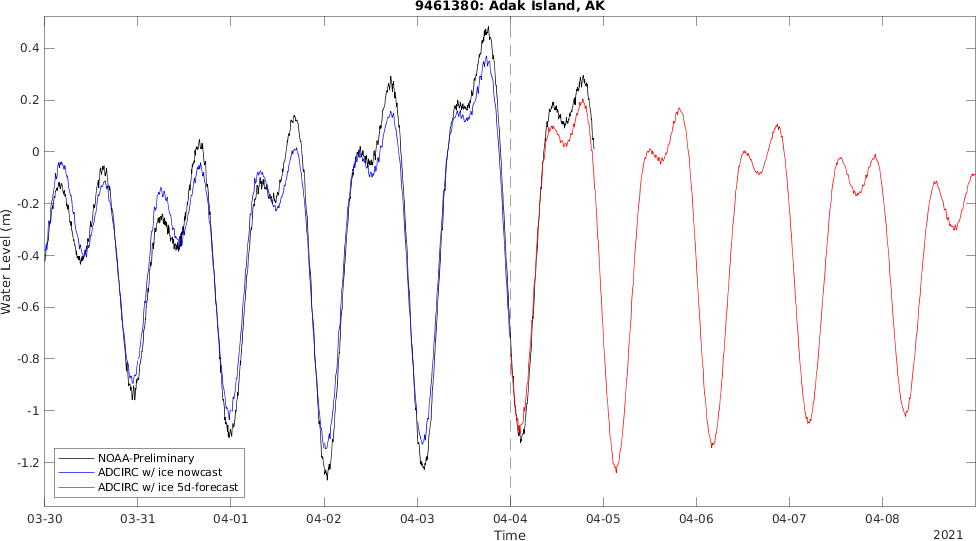 9461380: Adak Island, AK
Water Level (m)
0.4
0.2
0
-0.2
-0.4
-0.6
-0.8
-1
-1.2
NOAA-Preliminary
ADCIRC w/ ice nowcast
ADCIRC w/ ice 5d-forecast
03-30 03-31 04-01 04-02 04-03 04-04 04-05 04-06 04-07 04-08
Time
2021